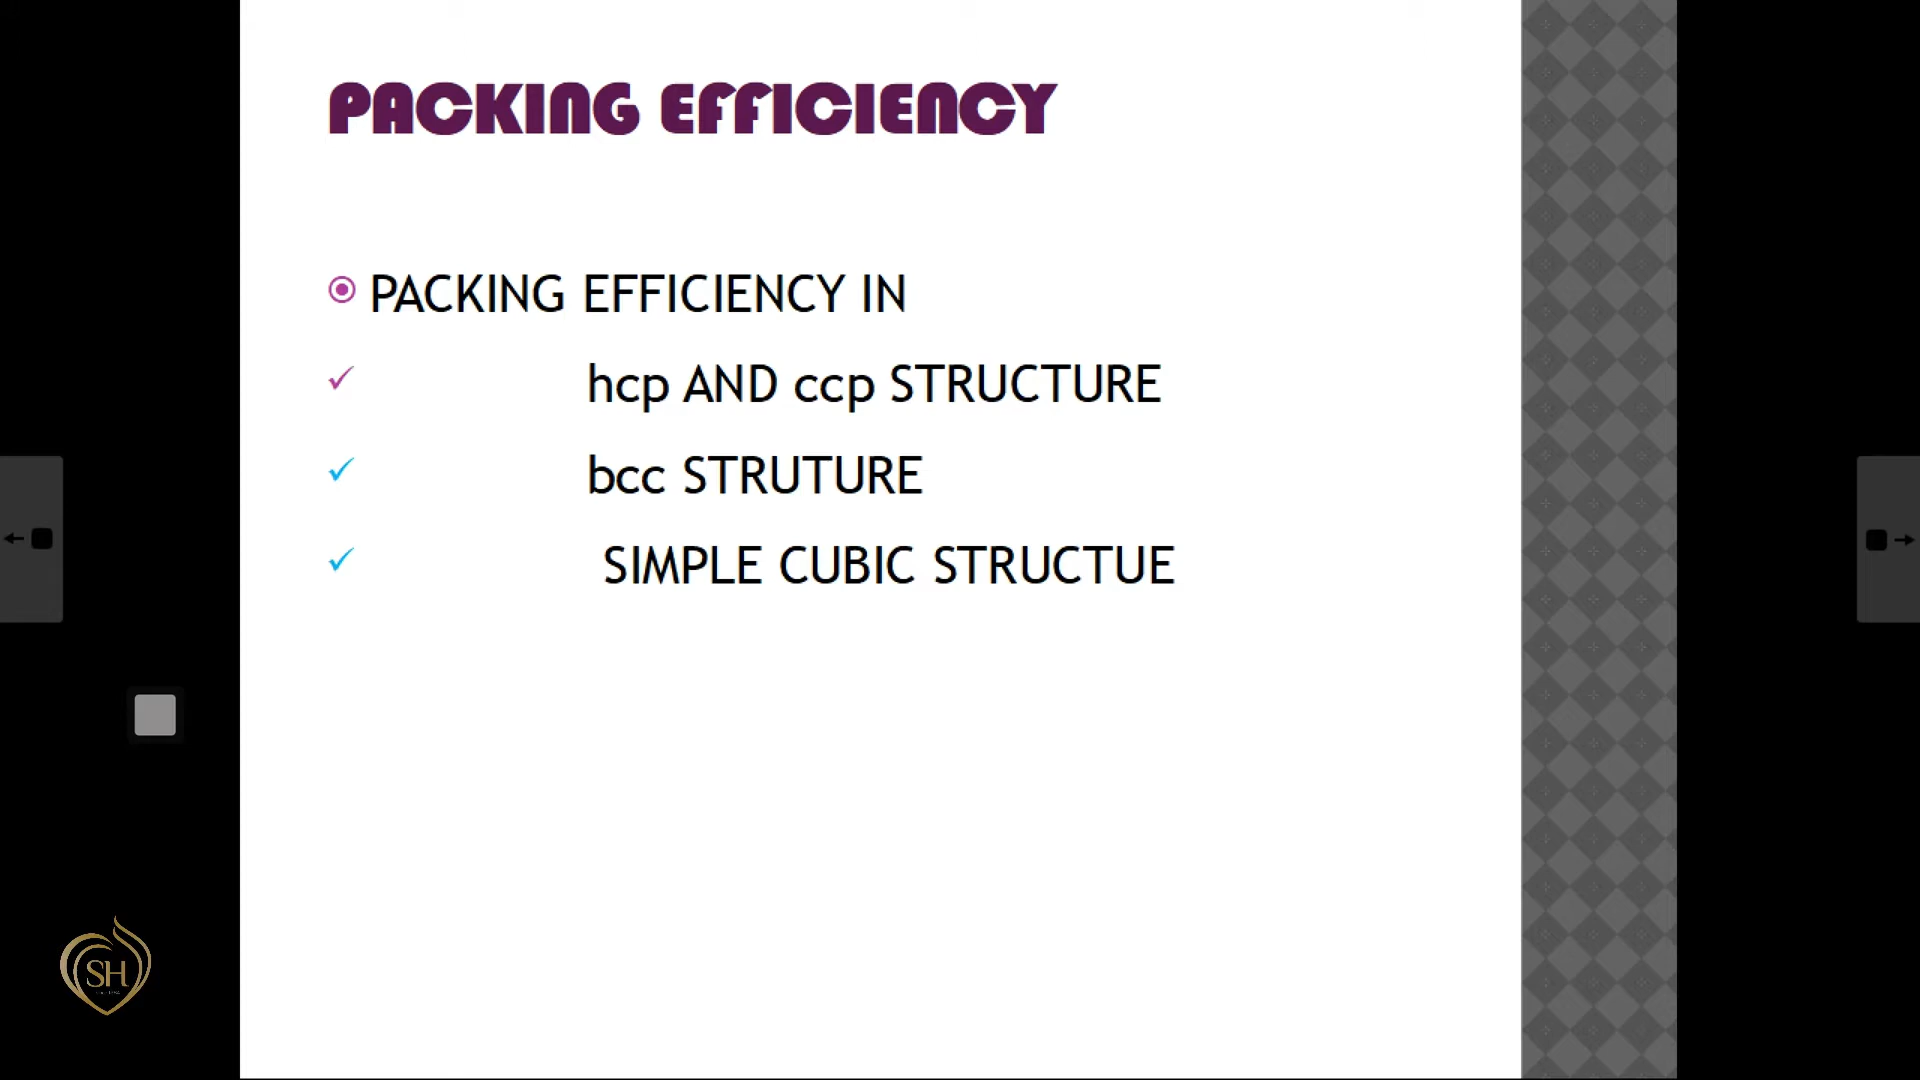 PACKING EFFICIENCY
PACKING EFFICIENCY IN
hcp AND ccp STRUCTURE
bcc STRUTURE
SIMPLE CUBIC STRUCTUE
SH